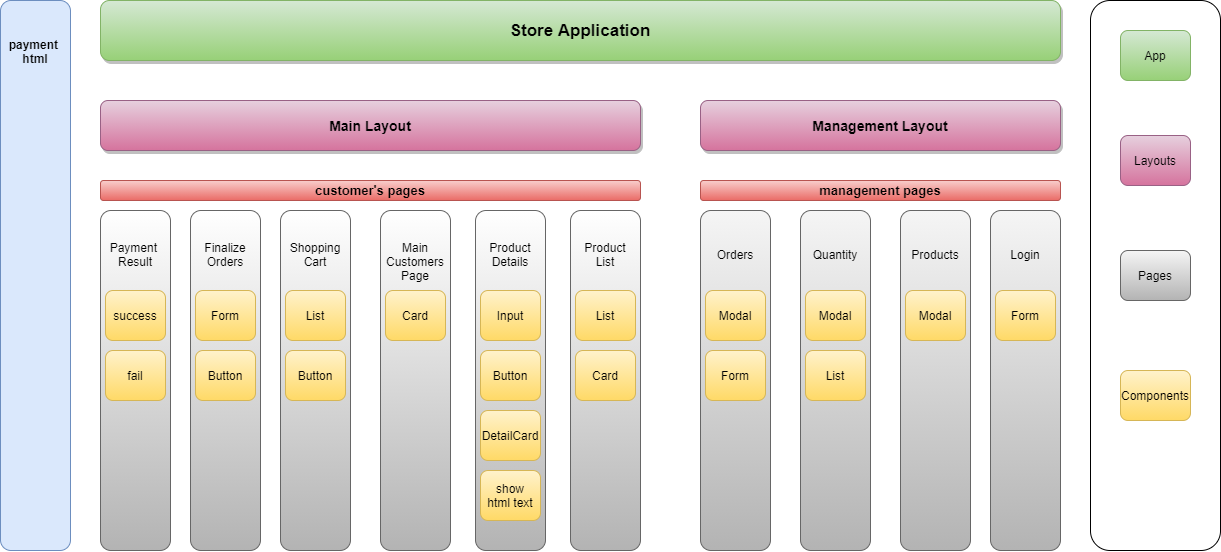 payment
html
Store Application
Main Layout
Management Layout
customer's pages
management pages
Payment
Result
success
fail
Finalize
Orders
Form
Button
Shopping
Cart
List
Button
Main
Customers
Page
Card
Product
Details
Input
Button
DetailCard
show
html text
Product
List
List
Card
Orders
Modal
Form
Quantity
Modal
List
Products
Modal
Login
Form
App
Layouts
Pages
Components